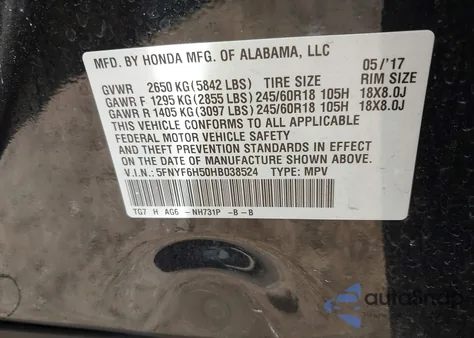 MFD. BY HONDA MFG. OF ALABAMA, LLC 05/'17
GVWR 2650 KG(5842 LBS) TIRE SIZE RIM SIZE
GAWR F 1295 KG(2855 LBS)245/60R18 105H 18X8.0J
GAWR R 1405 KG(3097 LBS)245/60R18 105H 18X8.0J
THIS VEHICLE CONFORMS TO ALL APPLICABLE
FEDERAL MOTOR VEHICLE SAFETY
AND THEFT PREVENTION STANDARDS IN EFFECT
ON THE DATE OF MANUFACTURE SHOWN ABOVE.
V.I.N.: 5FNYF6H50HB038524 TYPE: MPV
TG7 H AG6 -NH731P -B-B
autosnap